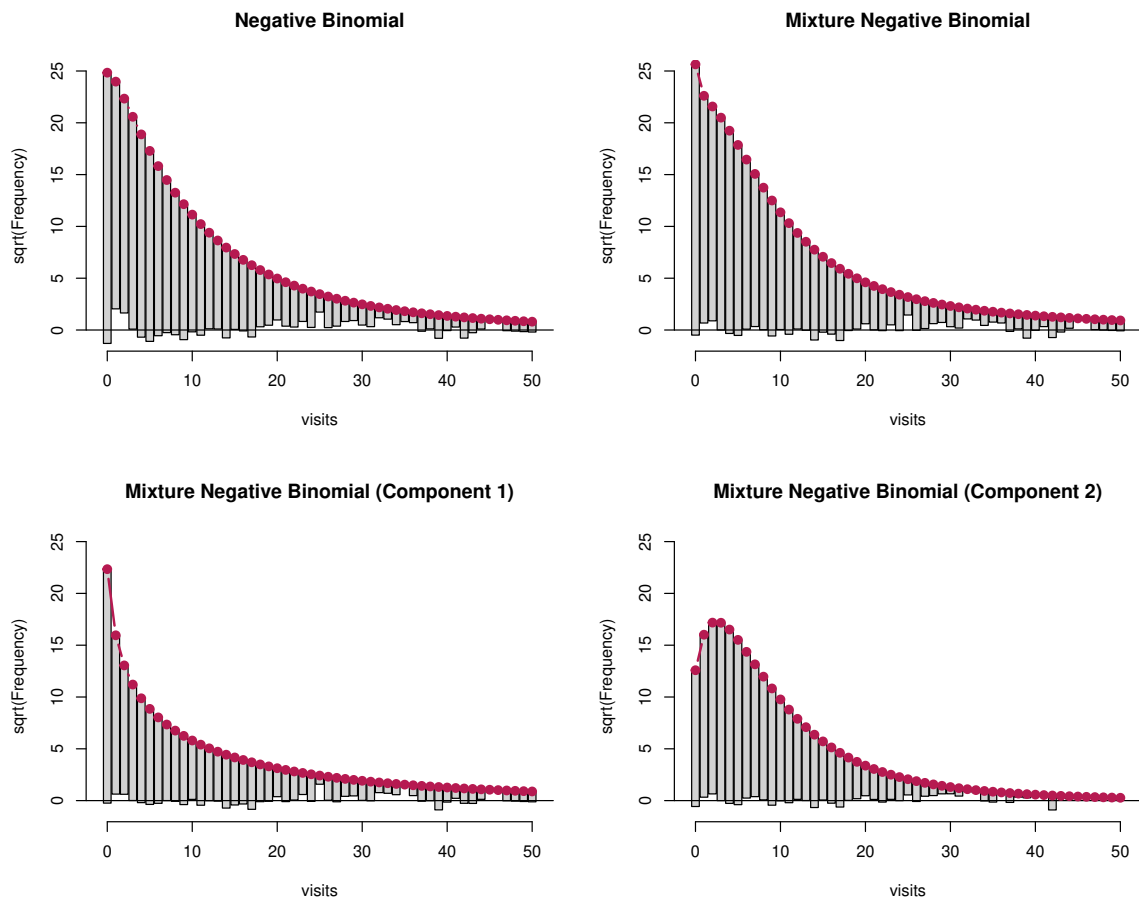 Negative Binomial
sqrt(Frequency)
25
20
15
10
5
0
0 10 20 30 40 50
visits
Mixture Negative Binomial
sqrt(Frequency)
25
20
15
10
5
0
0 10 20 30 40 50
visits
Mixture Negative Binomial (Component 1)
sqrt(Frequency)
25
20
15
10
5
0
0 10 20 30 40 50
visits
Mixture Negative Binomial (Component 2)
sqrt(Frequency)
25
20
15
10
5
0
0 10 20 30 40 50
visits